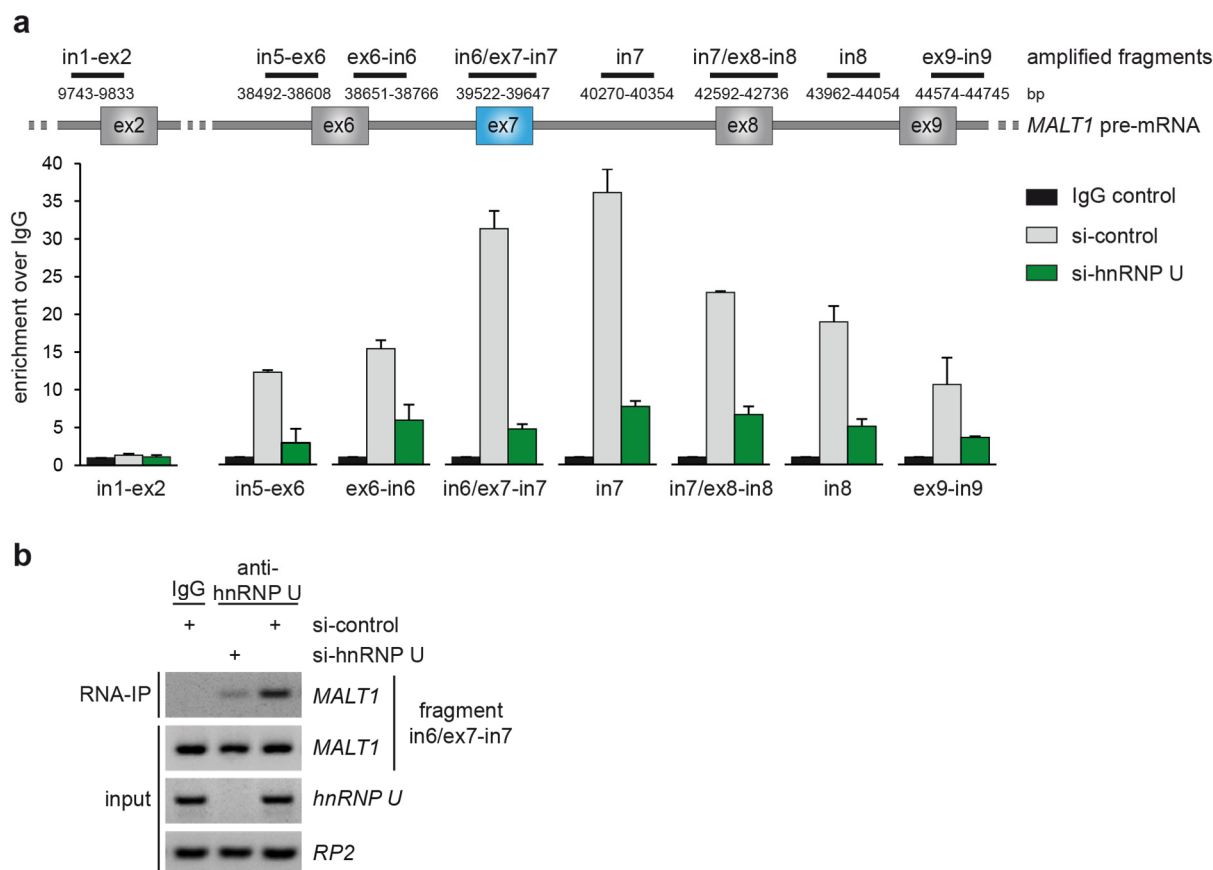 a
in1-ex2 in5-ex6 ex6-in6 in6/ex7-in7 in7 in7/ex8-in8 in8 ex9-in9 amplified fragments
9743-9833 38492-38608 38651-38766 39522-39647 40270-40354 42592-42736 43962-44054 44574-44745 bp
ex2 ex6 ex7 ex8 ex9 MALT1 pre-mRNA
enrichment over IgG
40
35
30
25
20
15
10
5
0
IgG control
si-control
si-hnRNP U
in1-ex2 in5-ex6 ex6-in6 in6/ex7-in7 in7 in7/ex8-in8 in8 ex9-in9
b
anti-
IgG hnRNP U
+ + si-control
+ si-hnRNP U
RNA-IP MALT1
fragment
in6/ex7-in7
MALT1
input hnRNP U
RP2